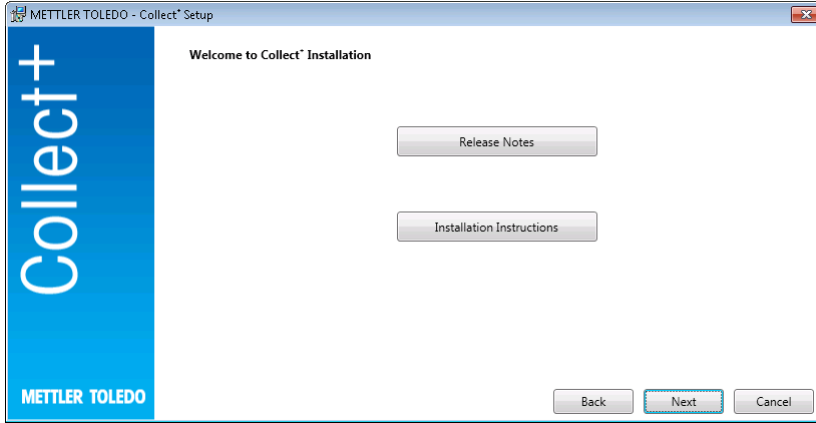 METTLER TOLEDO - Collect⁺ Setup
Welcome to Collect⁺ Installation
Collect+
Release Notes
Installation Instructions
METTLER TOLEDO
Back
Next
Cancel